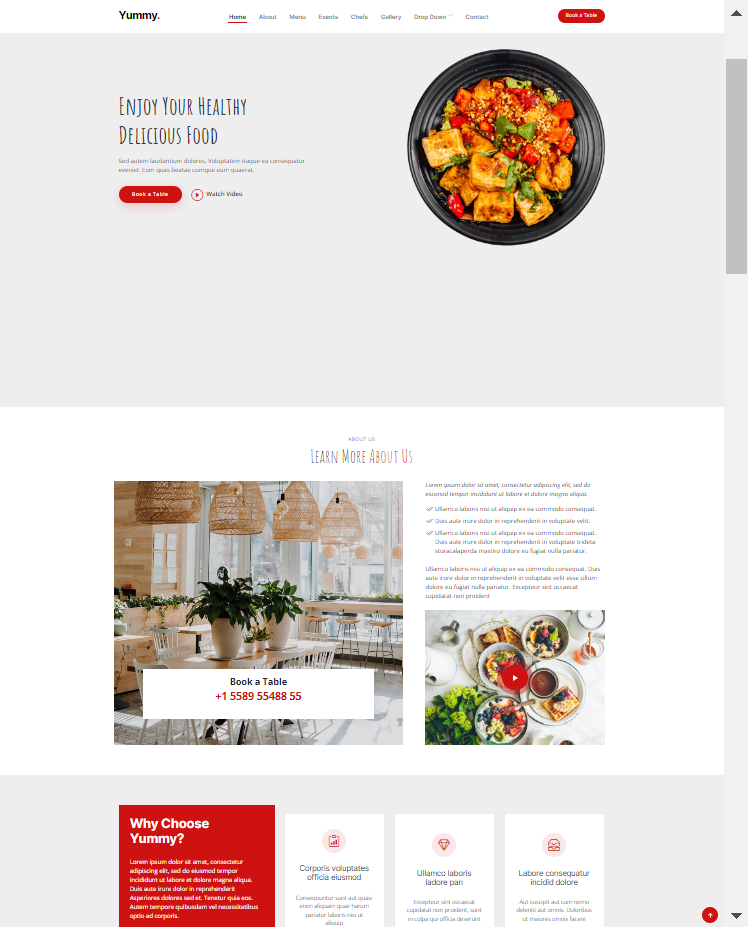 Yummy.
Home About Menu Events Chefs Gallery Drop Down Contact
Book a Table
Enjoy Your Healthy
Delicious Food
Sed autem laudantium dolores. Voluptatem itaque ea consequatur
eveniet. Eum quas beatae cumque eum quaerat.
Book a Table
Watch Video
ABOUT US
Learn More About Us
Book a Table
+1 5589 55488 55
Lorem ipsum dolor sit amet, consectetur adipiscing elit, sed do
eiusmod tempor incididunt ut labore et dolore magna aliqua.
Ullamco laboris nisi ut aliquip ex ea commodo consequat.
Duis aute irure dolor in reprehenderit in voluptate velit.
Ullamco laboris nisi ut aliquip ex ea commodo consequat.
Duis aute irure dolor in reprehenderit in voluptate trideta
storacalaperda mastiro dolore eu fugiat nulla pariatur.
Ullamco laboris nisi ut aliquip ex ea commodo consequat. Duis
aute irure dolor in reprehenderit in voluptate velit esse cillum
dolore eu fugiat nulla pariatur. Excepteur sint occaecat
cupidatat non proident
Why Choose
Yummy?
Lorem ipsum dolor sit amet, consectetur
adipiscing elit, sed do eiusmod tempor
incididunt ut labore et dolore magna aliqua.
Duis aute irure dolor in reprehenderit
Asperiores dolores sed et. Tenetur quia eos.
Autem tempore quibusdam vel necessitatibus
optio ad corporis.
Corporis voluptates
officia eiusmod
Consequuntur sunt aut quasi
enim aliquam quae harum
pariatur laboris nisi ut
aliquip
Ullamco laboris
ladore pan
Excepteur sint occaecat
cupidatat non proident, sunt
in culpa qui officia deserunt
Labore consequatur
incidid dolore
Aut suscipit aut cum nemo
deleniti aut omnis. Doloribus
ut maiores omnis facere